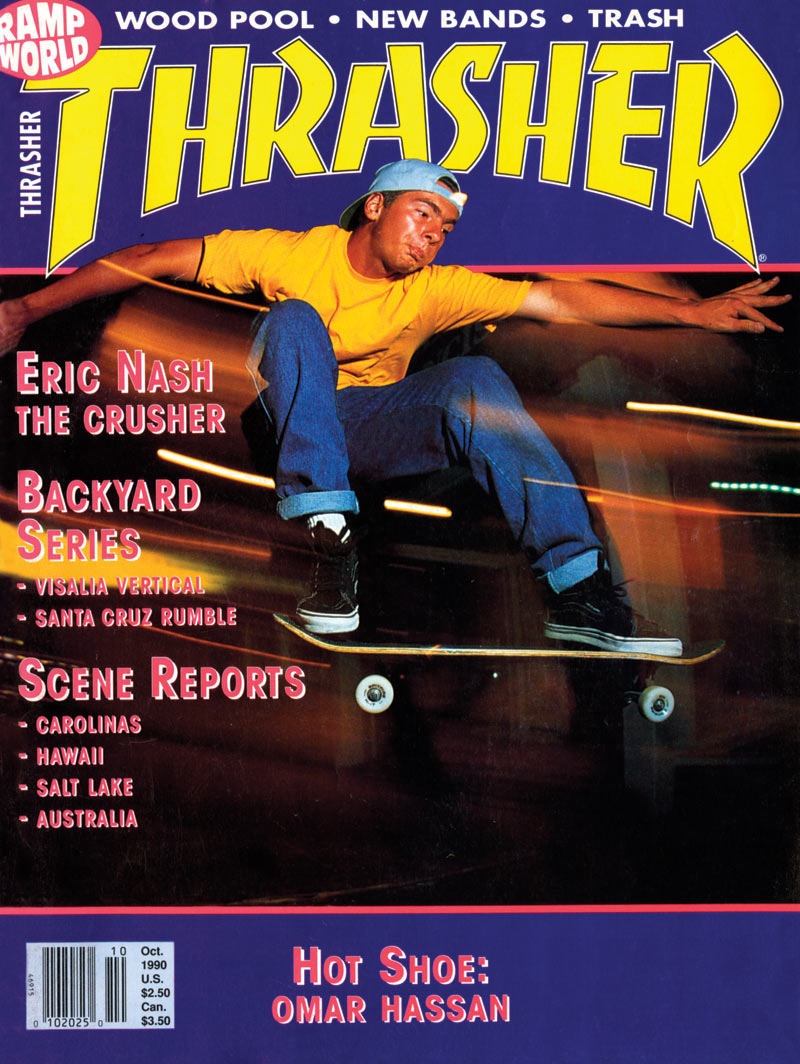 RAMP
WORLD
WOOD POOL • NEW BANDS • TRASH
THRASHER
THRASHER
®
ERIC NASH
THE CRUSHER
BACKYARD
SERIES
- VISALIA VERTICAL
- SANTA CRUZ RUMBLE
SCENE REPORTS
- CAROLINAS
- HAWAII
- SALT LAKE
- AUSTRALIA
HOT SHOE:
OMAR HASSAN
10
Oct.
1990
U.S.
$2.50
Can.
$3.50
46915
0 102025 0